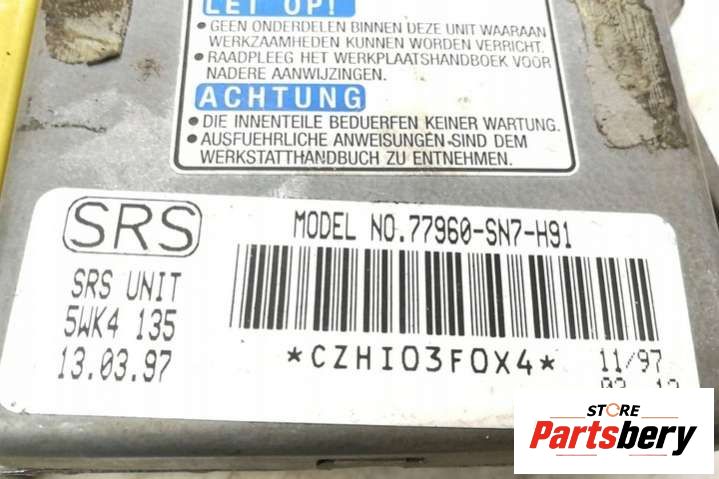 LET OP!
• GEEN ONDERDELEN BINNEN DEZE UNIT WAARAAN
WERKZAAMHEDEN KUNNEN WORDEN VERRICHT.
• RAADPLEEG HET WERKPLAATSHANDBOEK VOOR
NADERE AANWIJZINGEN.
ACHTUNG
• DIE INNENTEILE BEDUERFEN KEINER WARTUNG.
• AUSFUEHRLICHE ANWEISUNGEN SIND DEM
WERKSTATTHANDBUCH ZU ENTNEHMEN.
SRS
MODEL NO.77960-SN7-H91
SRS UNIT
5WK4 135
13.03.97
*CZHI03F0X4*
11/97
STORE
Partsbery